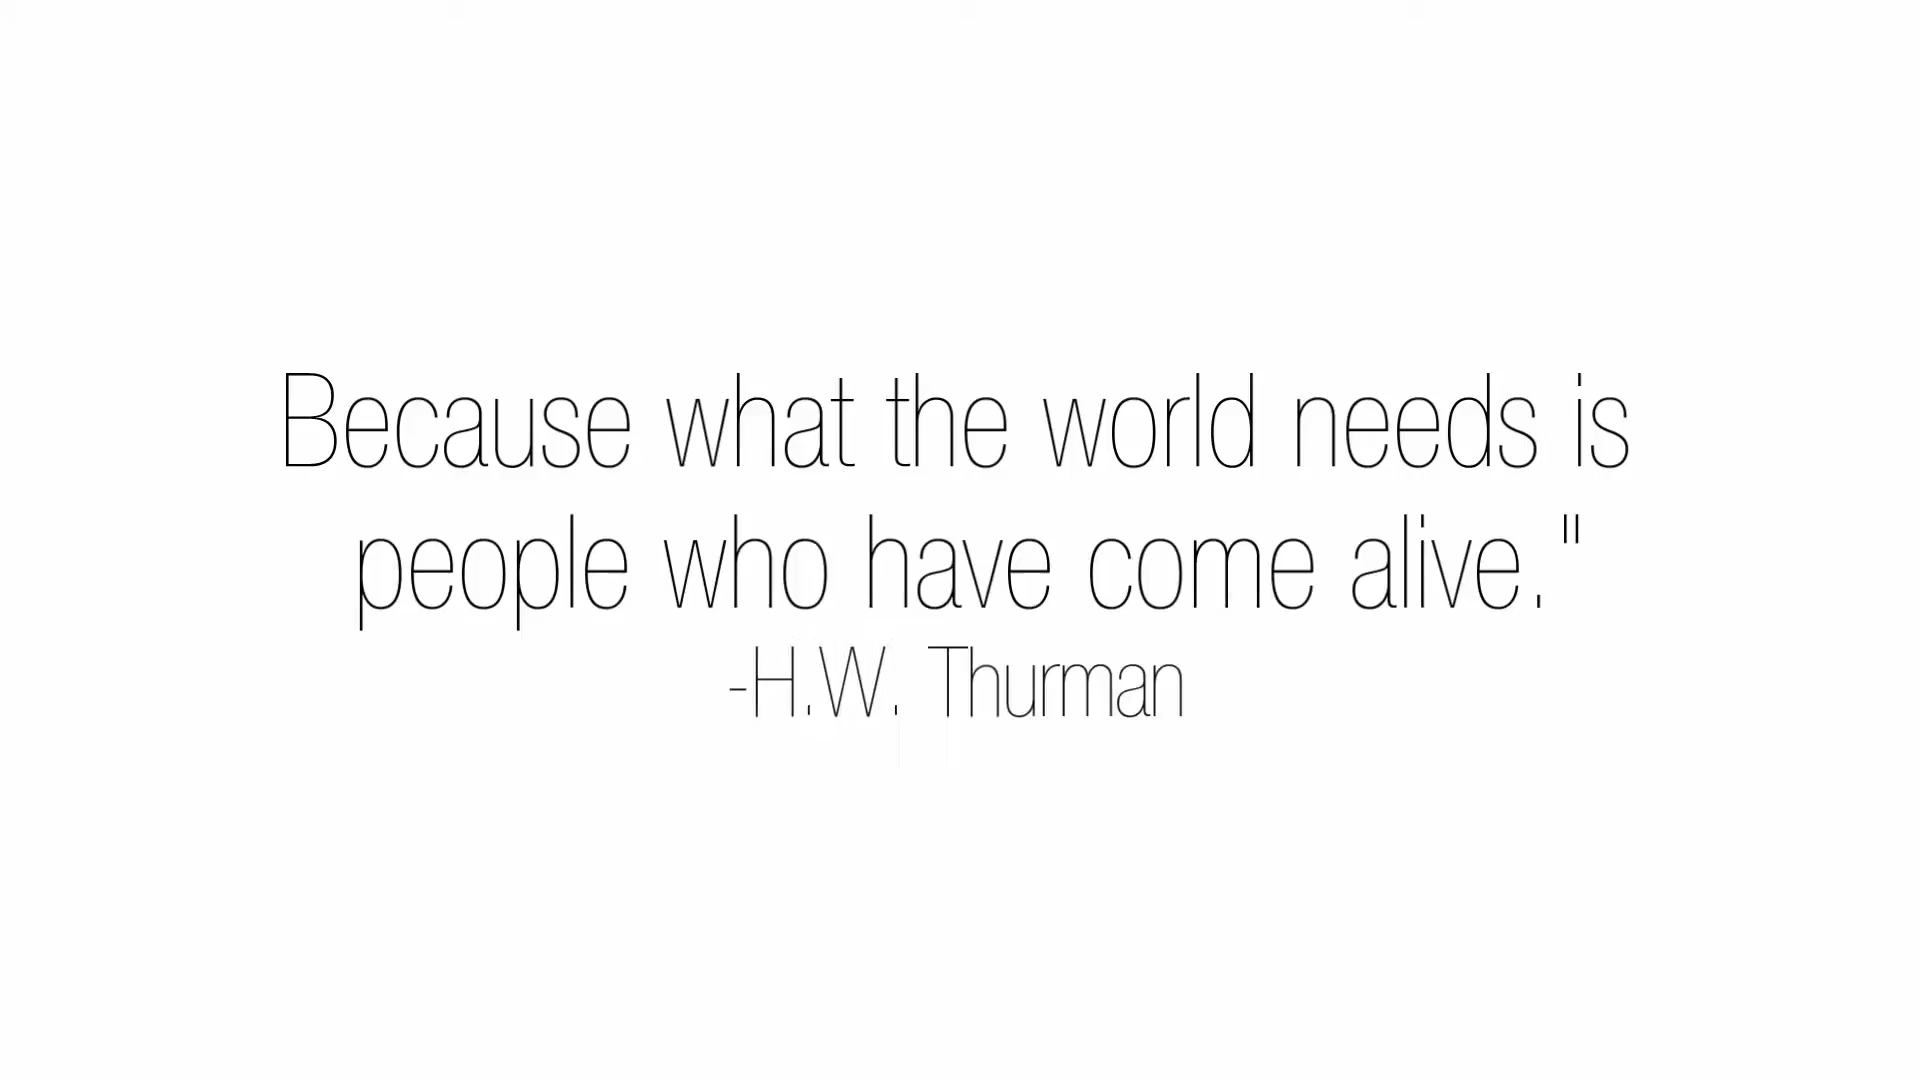 Because what the world needs is
people who have come alive."
-H.W. Thurman